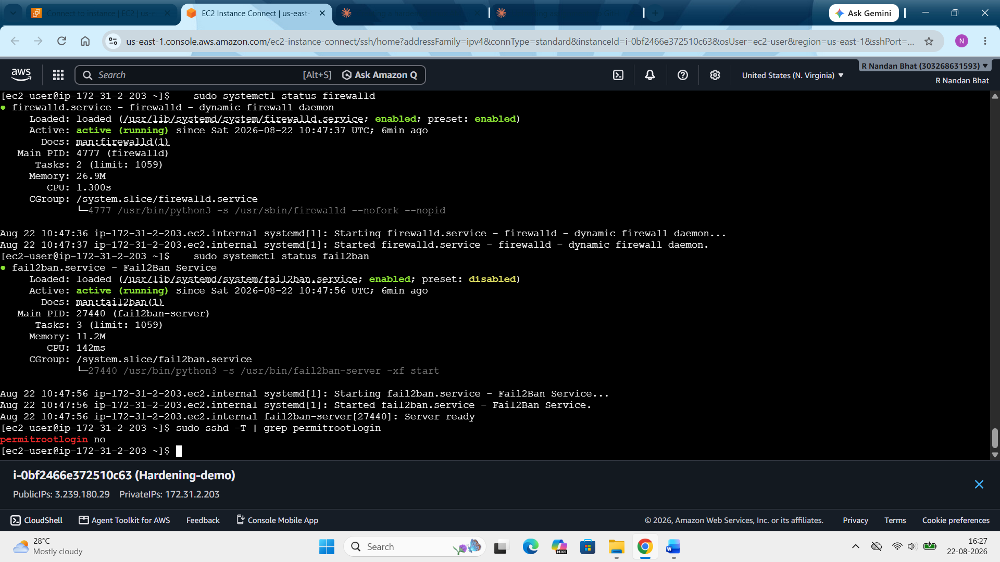 Connect to instance | EC2 | us-e
EC2 Instance Connect | us-east-
Ask Gemini
us-east-1.console.aws.amazon.com/ec2-instance-connect/ssh/home?addressFamily=ipv4&connType=standard&instanceId=i-0bf2466e372510c63&osUser=ec2-user&region=us-east-1&sshPort=...
N
aws
Search
[Alt+S]
Ask Amazon Q
United States (N. Virginia)
R Nandan Bhat (303268631593)
R Nandan Bhat
[ec2-user@ip-172-31-2-203 ~]$    sudo systemctl status firewalld
● firewalld.service - firewalld - dynamic firewall daemon
     Loaded: loaded (/usr/lib/systemd/system/firewalld.service; enabled; preset: enabled)
     Active: active (running) since Sat 2026-08-22 10:47:37 UTC; 6min ago
       Docs: man:firewalld(1)
   Main PID: 4777 (firewalld)
      Tasks: 2 (limit: 1059)
     Memory: 26.9M
        CPU: 1.300s
     CGroup: /system.slice/firewalld.service
             └─4777 /usr/bin/python3 -s /usr/sbin/firewalld --nofork --nopid
Aug 22 10:47:36 ip-172-31-2-203.ec2.internal systemd[1]: Starting firewalld.service - firewalld - dynamic firewall daemon...
Aug 22 10:47:37 ip-172-31-2-203.ec2.internal systemd[1]: Started firewalld.service - firewalld - dynamic firewall daemon.
[ec2-user@ip-172-31-2-203 ~]$    sudo systemctl status fail2ban
● fail2ban.service - Fail2Ban Service
     Loaded: loaded (/usr/lib/systemd/system/fail2ban.service; enabled; preset: disabled)
     Active: active (running) since Sat 2026-08-22 10:47:56 UTC; 6min ago
       Docs: man:fail2ban(1)
   Main PID: 27440 (fail2ban-server)
      Tasks: 3 (limit: 1059)
     Memory: 11.2M
        CPU: 142ms
     CGroup: /system.slice/fail2ban.service
             └─27440 /usr/bin/python3 -s /usr/bin/fail2ban-server -xf start
Aug 22 10:47:56 ip-172-31-2-203.ec2.internal systemd[1]: Starting fail2ban.service - Fail2Ban Service...
Aug 22 10:47:56 ip-172-31-2-203.ec2.internal systemd[1]: Started fail2ban.service - Fail2Ban Service.
Aug 22 10:47:56 ip-172-31-2-203.ec2.internal fail2ban-server[27440]: Server ready
[ec2-user@ip-172-31-2-203 ~]$ sudo sshd -T | grep permitrootlogin
permitrootlogin no
[ec2-user@ip-172-31-2-203 ~]$
i-0bf2466e372510c63 (Hardening-demo)
PublicIPs: 3.239.180.29    PrivateIPs: 172.31.2.203
CloudShell
Agent Toolkit for AWS
Feedback
Console Mobile App
© 2026, Amazon Web Services, Inc. or its affiliates.
Privacy
Terms
Cookie preferences
28°C
Mostly cloudy
Search
M365
W
16:27
22-08-2026